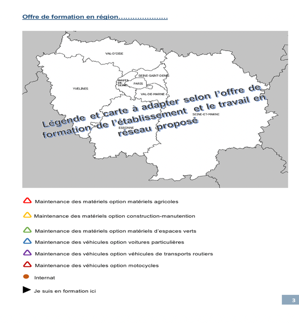 Offre de formation en région…………………
VAL-D'OISE
SEINE-SAINT-DENIS
PARIS
YVELINES
VAL-DE-MARNE
SEINE-ET-MARNE
ESSONNE
Légende et carte à adapter selon l'offre de
formation de l'établissement et le travail en
réseau proposé
Maintenance des matériels option matériels agricoles
Maintenance des matériels option construction-manutention
Maintenance des matériels option matériels d'espaces verts
Maintenance des véhicules option voitures particulières
Maintenance des véhicules option véhicules de transports routiers
Maintenance des véhicules option motocycles
Internat
Je suis en formation ici